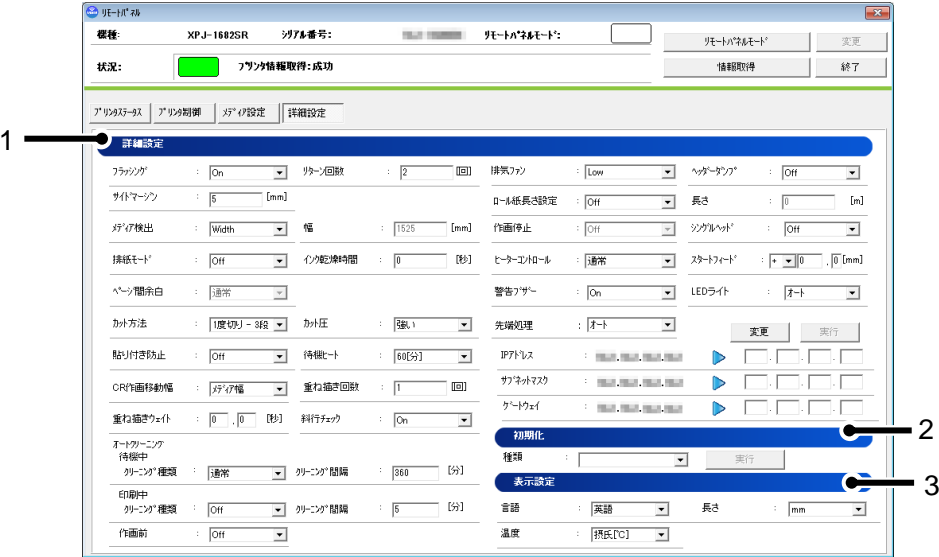 リモートパネル
機種: XPJ-1682SR シリアル番号: リモートパネルモード:
リモートパネルモード 変更
状況: プリンタ情報取得:成功
情報取得 終了
プリンタステータス プリンタ制御 メディア設定 詳細設定
1
詳細設定
フラッシング : On リターン回数 : 2 [回] 排気ファン : Low ヘッダーダンプ : Off
サイドマージン : 5 [mm] ロール紙長さ設定 : Off 長さ : 0 [m]
メディア検出 : Width 幅 : 1525 [mm] 作画停止 : Off シングルヘッド : Off
排紙モード : Off インク乾燥時間 : 0 [秒] ヒーターコントロール : 通常 スタートフィード : + 0 . 0 [mm]
ページ間余白 : 通常 警告ブザー : On LEDライト : オート
カット方法 : 1度切り - 3段 カット圧 : 強い 先端処理 : オート
変更 実行
貼り付き防止 : Off 待機ヒート : 60[分] IPアドレス :
CR作画移動幅 : メディア幅 重ね描き回数 : 1 [回] サブネットマスク :
重ね描きウェイト : 0 . 0 [秒] 斜行チェック : On ゲートウェイ :
2
初期化
オートクリーニング
待機中
種類 : 実行
クリーニング種類 : 通常 クリーニング間隔 : 360 [分]
表示設定
3
印刷中
クリーニング種類 : Off クリーニング間隔 : 5 [分] 言語 : 英語 長さ : mm
作画前 : Off 温度 : 摂氏[℃]